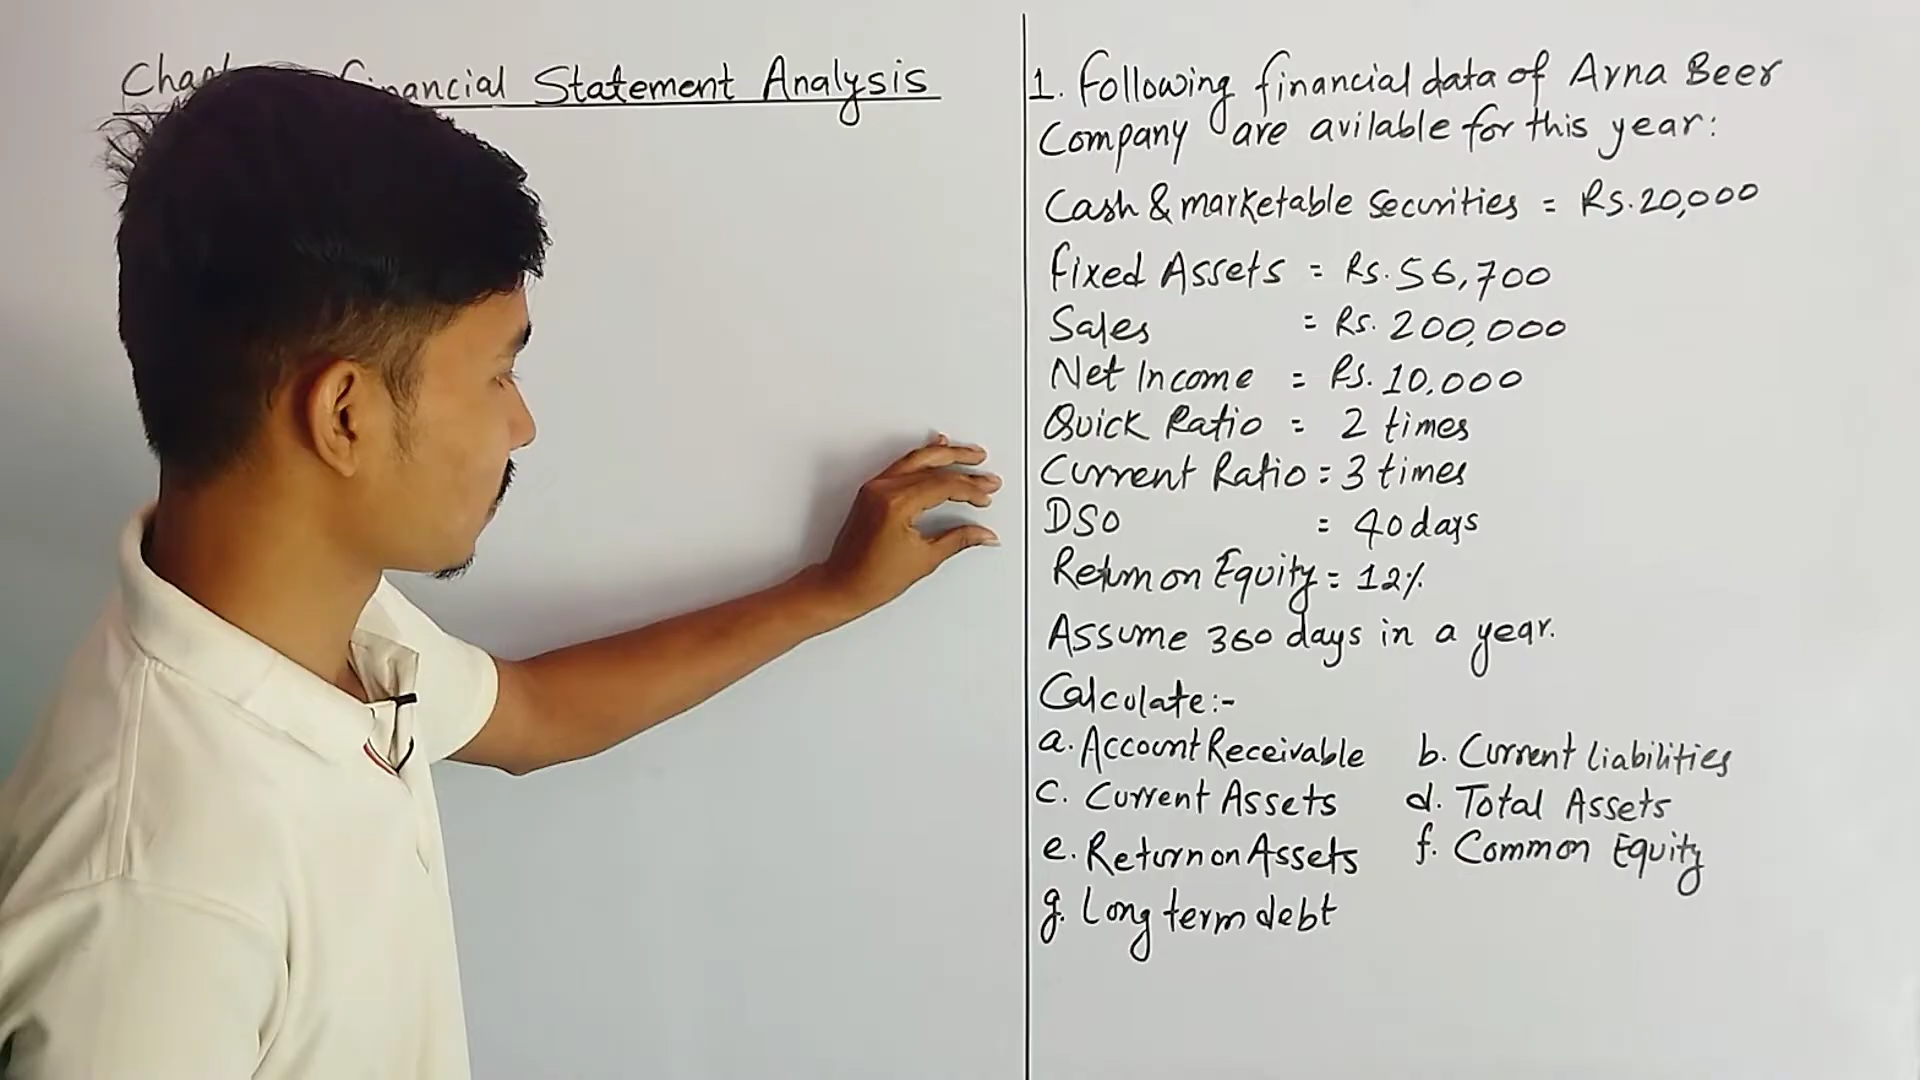 Financial Statement Analysis
1. Following financial data of Arna Beer
Company are avilable for this year:
Cash & marketable securities = Rs. 20,000
Fixed Assets = Rs. 56,700
Sales = Rs. 200,000
Net Income = Rs. 10,000
Quick Ratio = 2 times
Current Ratio = 3 times
DSO = 40 days
Return on Equity = 12%
Assume 360 days in a year.
Calculate:-
a. Account Receivable b. Current liabilities
c. Current Assets d. Total Assets
e. Return on Assets f. Common Equity
g. Long term debt